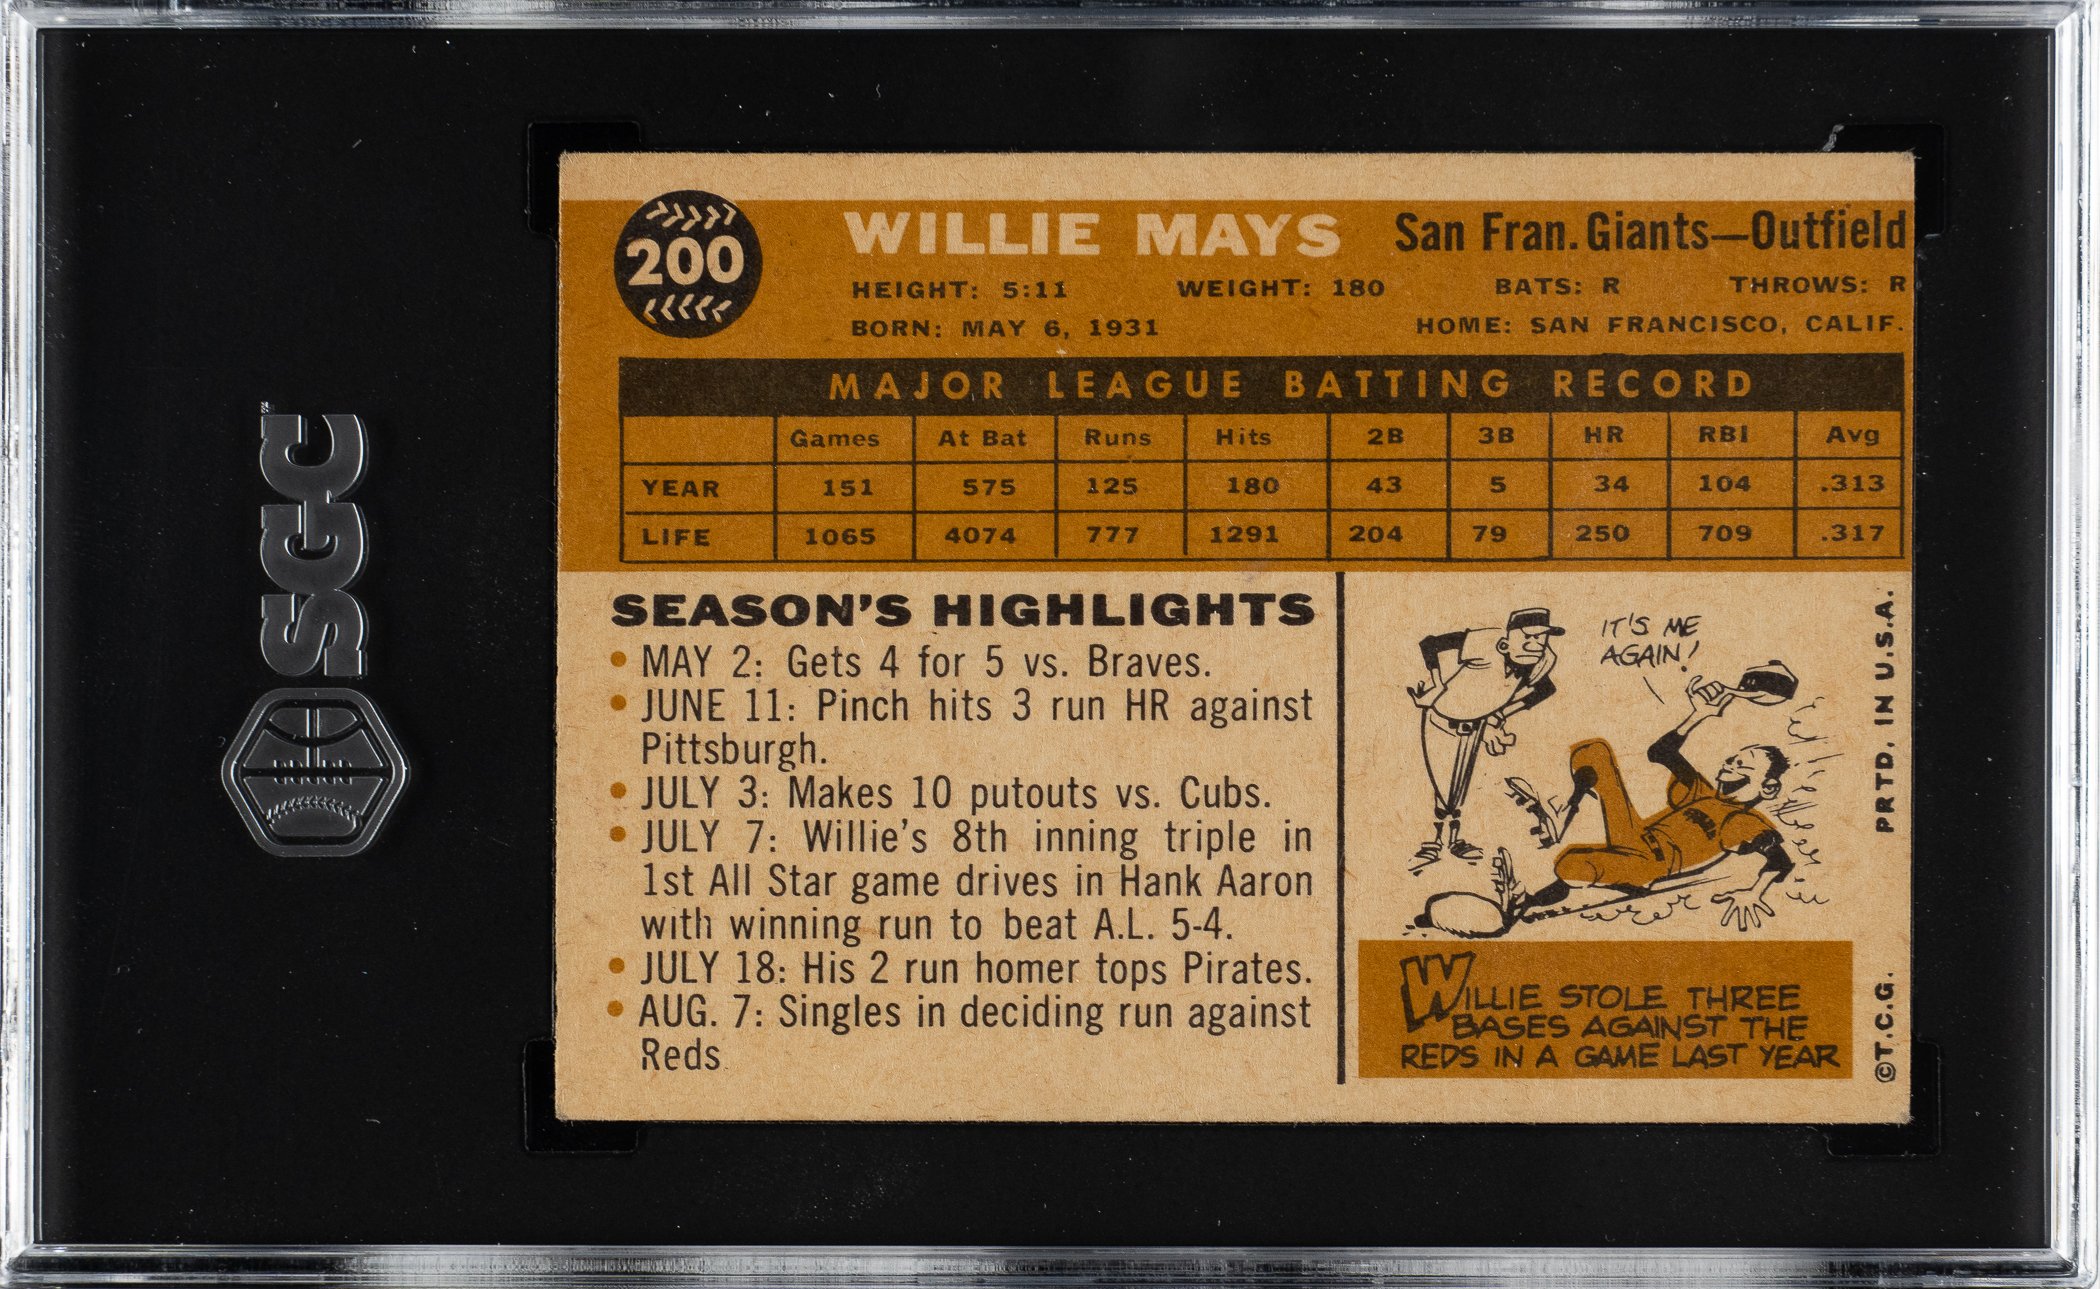 SGC
200
WILLIE MAYS San Fran. Giants—Outfield
HEIGHT: 5:11 WEIGHT: 180 BATS: R THROWS: R
BORN: MAY 6, 1931 HOME: SAN FRANCISCO, CALIF.
MAJOR LEAGUE BATTING RECORD
Games At Bat Runs Hits 2B 3B HR RBI Avg
YEAR 151 575 125 180 43 5 34 104 .313
LIFE 1065 4074 777 1291 204 79 250 709 .317
SEASON'S HIGHLIGHTS
• MAY 2: Gets 4 for 5 vs. Braves.
• JUNE 11: Pinch hits 3 run HR against
Pittsburgh.
• JULY 3: Makes 10 putouts vs. Cubs.
• JULY 7: Willie's 8th inning triple in
1st All Star game drives in Hank Aaron
with winning run to beat A.L. 5-4.
• JULY 18: His 2 run homer tops Pirates.
• AUG. 7: Singles in deciding run against
Reds
IT'S ME
AGAIN!
WILLIE STOLE THREE
BASES AGAINST THE
REDS IN A GAME LAST YEAR
©T.C.G. PRTD. IN U.S.A.